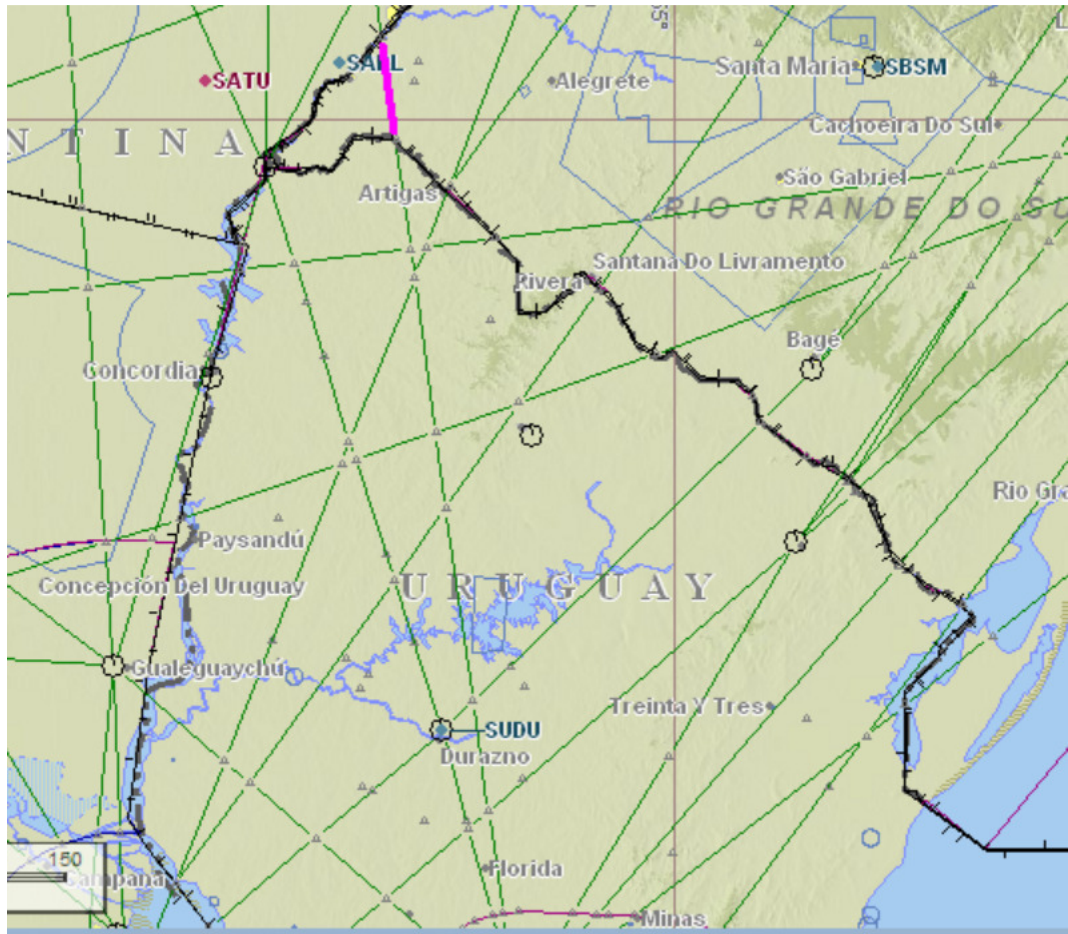 55°
SATU
SARL
Alegrete
Santa Maria
SBSM
NTINA
Cachoeira Do Sul
São Gabriel
Artigas
RIO GRANDE DO SU
Santana Do Livramento
Rivera
Bagé
Concordia
Rio Gra
Paysandú
URUGUAY
Concepción Del Uruguay
Gualeguaychú
Treinta Y Tres
SUDU
Durazno
150
Florida
Campana
Minas